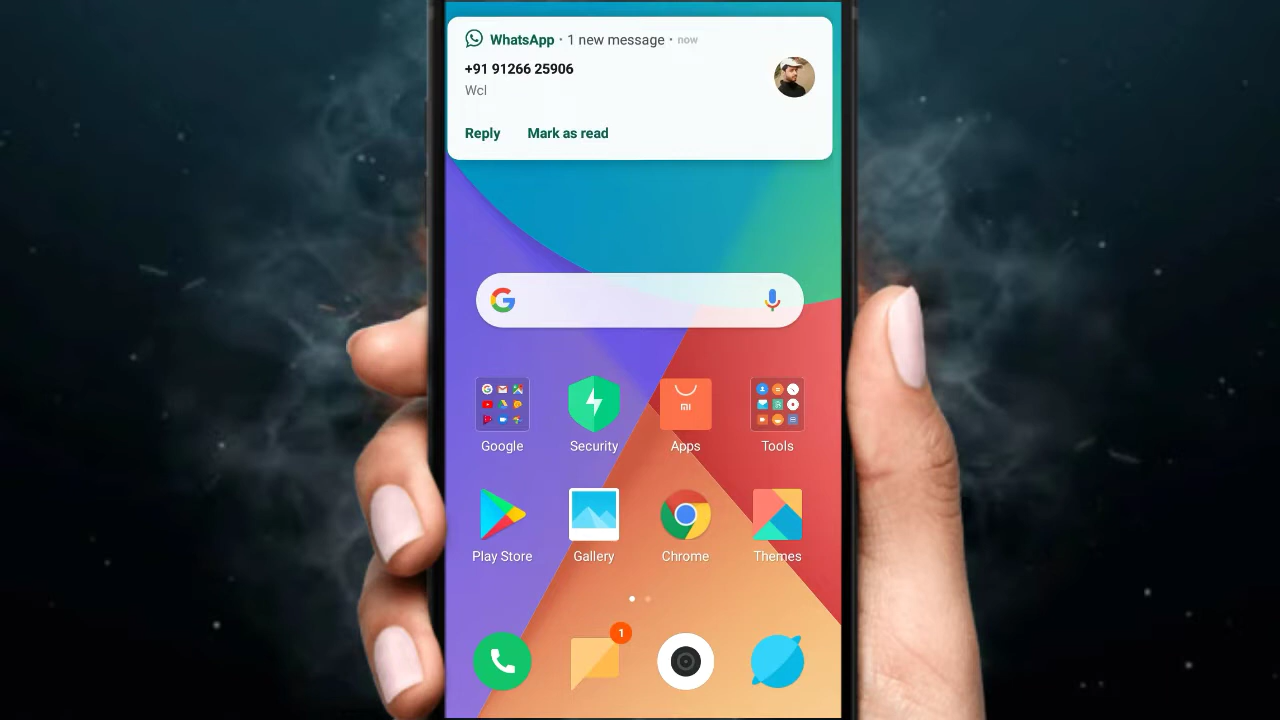 WhatsApp • 1 new message • now
+91 91266 25906
Wcl
Reply Mark as read
Google Security Apps Tools
Play Store Gallery Chrome Themes
1